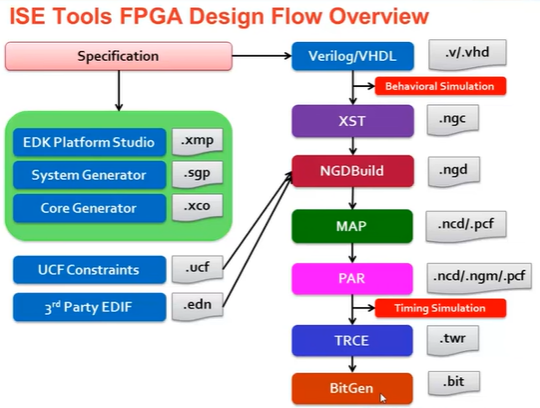 ISE Tools FPGA Design Flow Overview
Specification
Verilog/VHDL
.v/.vhd
Behavioral Simulation
XST
.ngc
EDK Platform Studio
.xmp
System Generator
.sgp
Core Generator
.xco
NGDBuild
.ngd
MAP
.ncd/.pcf
UCF Constraints
.ucf
3rd Party EDIF
.edn
PAR
.ncd/.ngm/.pcf
Timing Simulation
TRCE
.twr
BitGen
.bit